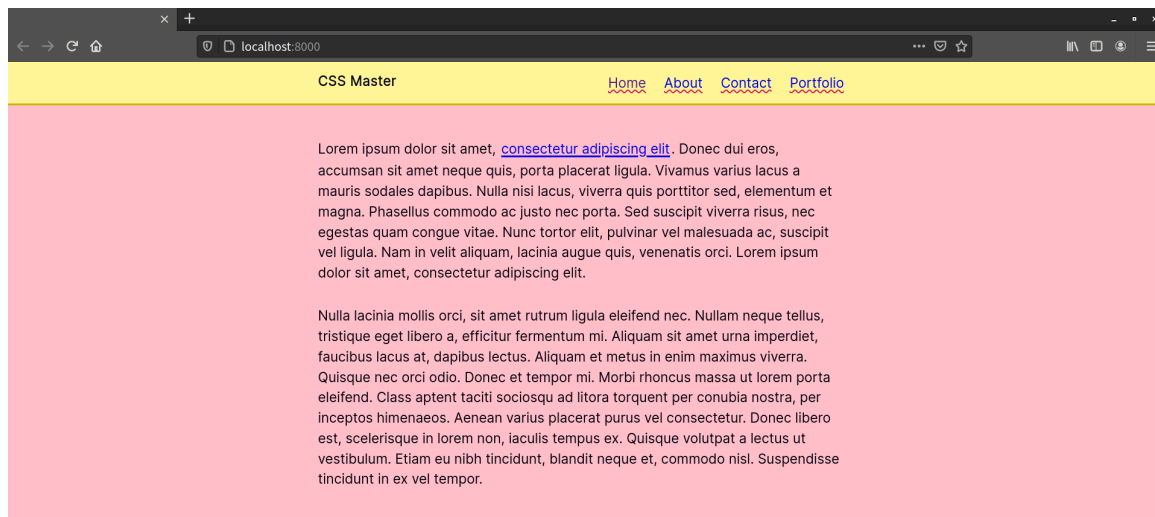 localhost:8000
CSS Master Home About Contact Portfolio
Lorem ipsum dolor sit amet, consectetur adipiscing elit. Donec dui eros,
accumsan sit amet neque quis, porta placerat ligula. Vivamus varius lacus a
mauris sodales dapibus. Nulla nisi lacus, viverra quis porttitor sed, elementum et
magna. Phasellus commodo ac justo nec porta. Sed suscipit viverra risus, nec
egestas quam congue vitae. Nunc tortor elit, pulvinar vel malesuada ac, suscipit
vel ligula. Nam in velit aliquam, lacinia augue quis, venenatis orci. Lorem ipsum
dolor sit amet, consectetur adipiscing elit.
Nulla lacinia mollis orci, sit amet rutrum ligula eleifend nec. Nullam neque tellus,
tristique eget libero a, efficitur fermentum mi. Aliquam sit amet urna imperdiet,
faucibus lacus at, dapibus lectus. Aliquam et metus in enim maximus viverra.
Quisque nec orci odio. Donec et tempor mi. Morbi rhoncus massa ut lorem porta
eleifend. Class aptent taciti sociosqu ad litora torquent per conubia nostra, per
inceptos himenaeos. Aenean varius placerat purus vel consectetur. Donec libero
est, scelerisque in lorem non, iaculis tempus ex. Quisque volutpat a lectus ut
vestibulum. Etiam eu nibh tincidunt, blandit neque et, commodo nisl. Suspendisse
tincidunt in ex vel tempor.